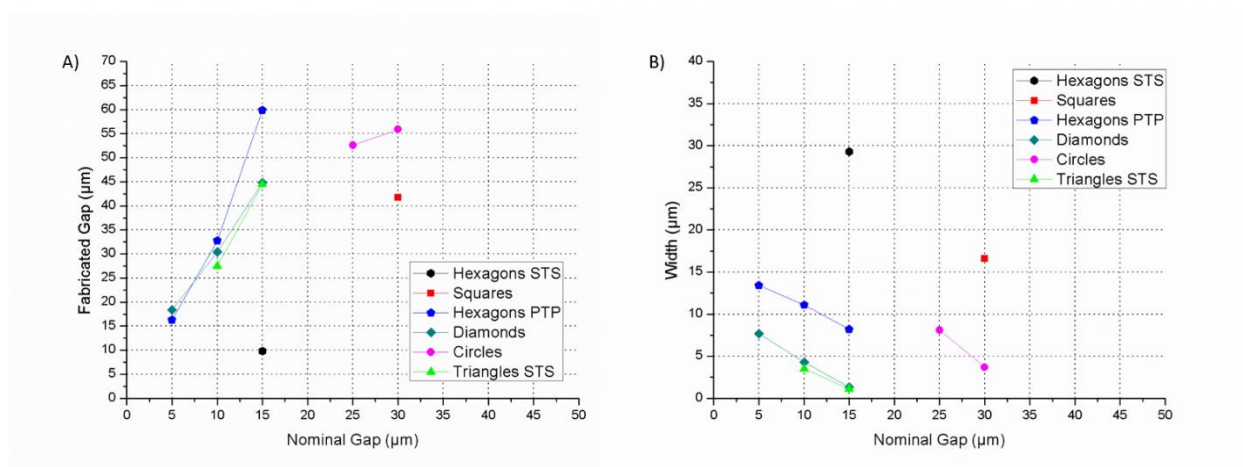 A)
Fabricated Gap (µm)
70
65
60
55
50
45
40
35
30
25
20
15
10
5
0
Hexagons STS
Squares
Hexagons PTP
Diamonds
Circles
Triangles STS
0 5 10 15 20 25 30 35 40 45 50
Nominal Gap (µm)
B)
Width (µm)
40
35
30
25
20
15
10
5
0
Hexagons STS
Squares
Hexagons PTP
Diamonds
Circles
Triangles STS
0 5 10 15 20 25 30 35 40 45 50
Nominal Gap (µm)